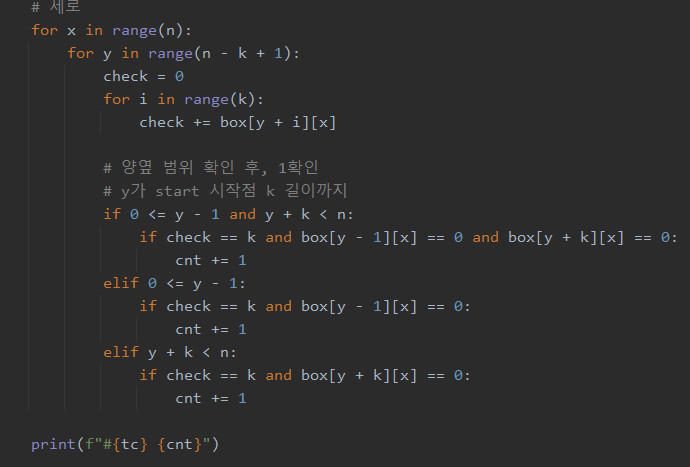 # 세로
for x in range(n):
    for y in range(n - k + 1):
        check = 0
        for i in range(k):
            check += box[y + i][x]

        # 양옆 범위 확인 후, 1확인
        # y가 start 시작점 k 길이까지
        if 0 <= y - 1 and y + k < n:
            if check == k and box[y - 1][x] == 0 and box[y + k][x] == 0:
                cnt += 1
        elif 0 <= y - 1:
            if check == k and box[y - 1][x] == 0:
                cnt += 1
        elif y + k < n:
            if check == k and box[y + k][x] == 0:
                cnt += 1

print(f"#{tc} {cnt}")